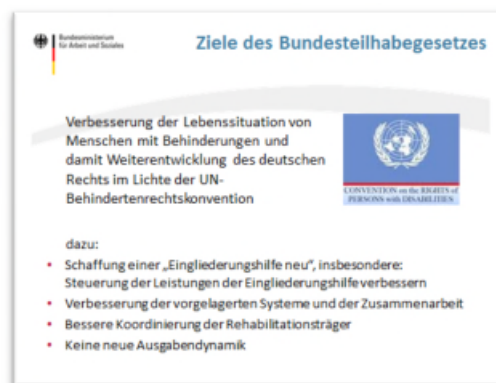 Bundesministerium
für Arbeit und Soziales
Ziele des Bundesteilhabegesetzes
Verbesserung der Lebenssituation von
Menschen mit Behinderungen und
damit Weiterentwicklung des deutschen
Rechts im Lichte der UN-
Behindertenrechtskonvention
CONVENTION on the RIGHTS of
PERSONS with DISABILITIES
dazu:
• Schaffung einer „Eingliederungshilfe neu“, insbesondere:
Steuerung der Leistungen der Eingliederungshilfe verbessern
• Verbesserung der vorgelagerten Systeme und der Zusammenarbeit
• Bessere Koordinierung der Rehabilitationsträger
• Keine neue Ausgabendynamik